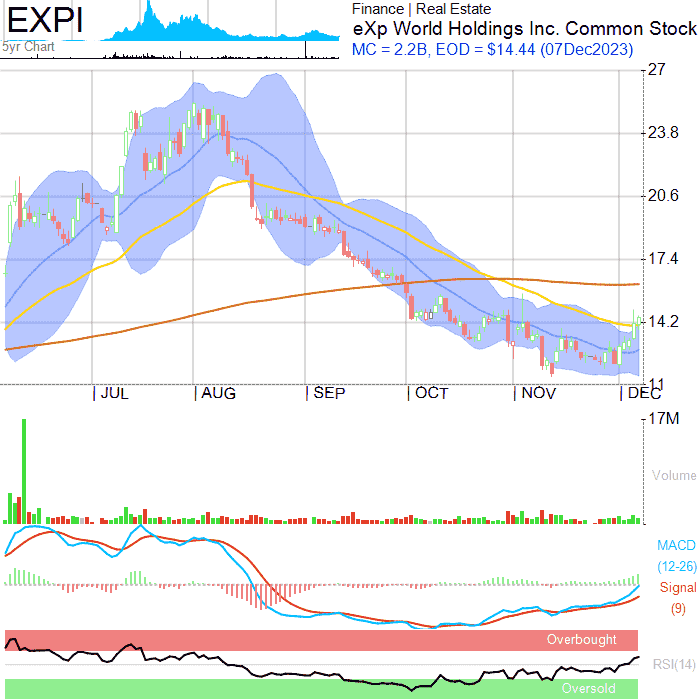 EXPI
5yr Chart
Finance | Real Estate
eXp World Holdings Inc. Common Stock
MC = 2.2B, EOD = $14.44 (07Dec2023)
27
23.8
20.6
17.4
14.2
11
JUL AUG SEP OCT NOV DEC
17M
Volume
MACD
(12-26)
Signal
(9)
Overbought
RSI(14)
Oversold